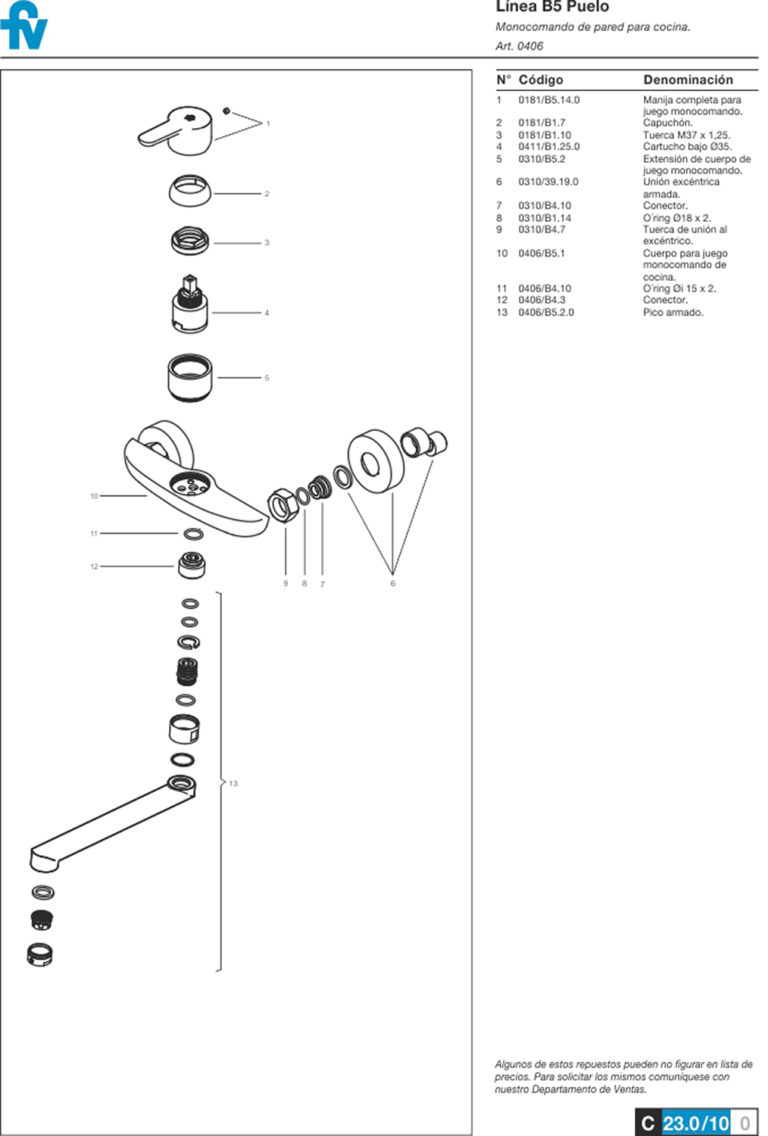 fv
Línea B5 Puelo
Monocomando de pared para cocina.
Art. 0406
N° Código Denominación
1 0181/B5.14.0 Manija completa para
juego monocomando.
2 0181/B1.7 Capuchón.
3 0181/B1.10 Tuerca M37 x 1,25.
4 0411/B1.25.0 Cartucho bajo Ø35.
5 0310/B5.2 Extensión de cuerpo de
juego monocomando.
6 0310/39.19.0 Unión excéntrica
armada.
7 0310/B4.10 Conector.
8 0310/B1.14 O´ring Ø18 x 2.
9 0310/B4.7 Tuerca de unión al
excéntrico.
10 0406/B5.1 Cuerpo para juego
monocomando de
cocina.
11 0406/B4.10 O´ring Øi 15 x 2.
12 0406/B4.3 Conector.
13 0406/B5.2.0 Pico armado.
1
2
3
4
5
10
11
12
9 8 7 6
13
Algunos de estos repuestos pueden no figurar en lista de
precios. Para solicitar los mismos comuníquese con
nuestro Departamento de Ventas.
C 23.0/10 0